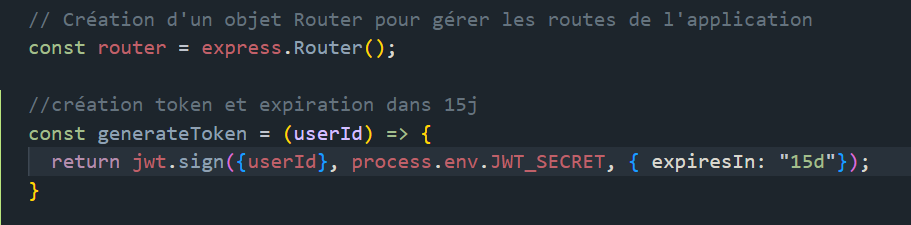 // Création d'un objet Router pour gérer les routes de l'application
const router = express.Router();
//création token et expiration dans 15j
const generateToken = (userId) => {
return jwt.sign({userId}, process.env.JWT_SECRET, { expiresIn: "15d"});
}